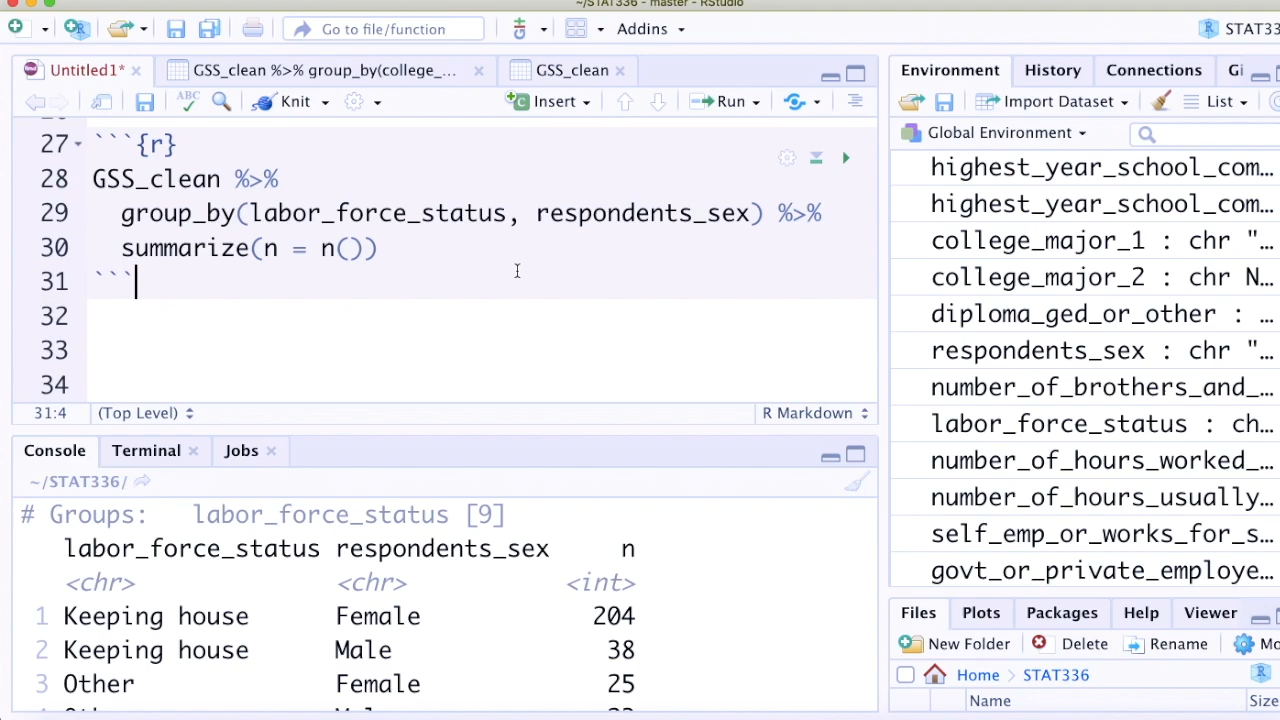 ~/STAT336 - master - RStudio
Go to file/function
Addins
STAT33
Untitled1*
GSS_clean %>% group_by(college_...
GSS_clean
ABC
Knit
Insert
Run
27 ```{r}
28 GSS_clean %>%
29 group_by(labor_force_status, respondents_sex) %>%
30 summarize(n = n())
31 ```
32
33
34
31:4 (Top Level) R Markdown
Console Terminal Jobs
~/STAT336/
# Groups: labor_force_status [9]
labor_force_status respondents_sex n
<chr> <chr> <int>
1 Keeping house Female 204
2 Keeping house Male 38
3 Other Female 25
Environment History Connections Gi
Import Dataset List
Global Environment
highest_year_school_com...
highest_year_school_com...
college_major_1 : chr "...
college_major_2 : chr N...
diploma_ged_or_other : ...
respondents_sex : chr "...
number_of_brothers_and_...
labor_force_status : ch...
number_of_hours_worked_...
number_of_hours_usually...
self_emp_or_works_for_s...
govt_or_private_employe...
Files Plots Packages Help Viewer
New Folder Delete Rename Mo
Home STAT336
Name Size